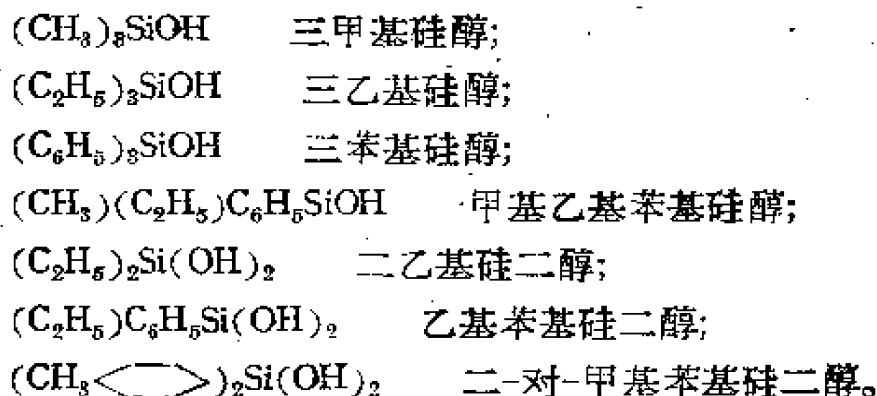 (CH₃)₃SiOH 三甲基硅醇;
(C₂H₅)₃SiOH 三乙基硅醇;
(C₆H₅)₃SiOH 三苯基硅醇;
(CH₃)(C₂H₅)C₆H₅SiOH 甲基乙基苯基硅醇;
(C₂H₅)₂Si(OH)₂ 二乙基硅二醇;
(C₂H₅)C₆H₅Si(OH)₂ 乙基苯基硅二醇;
(CH₃<‾>)₂Si(OH)₂ 二-对-甲基苯基硅二醇。